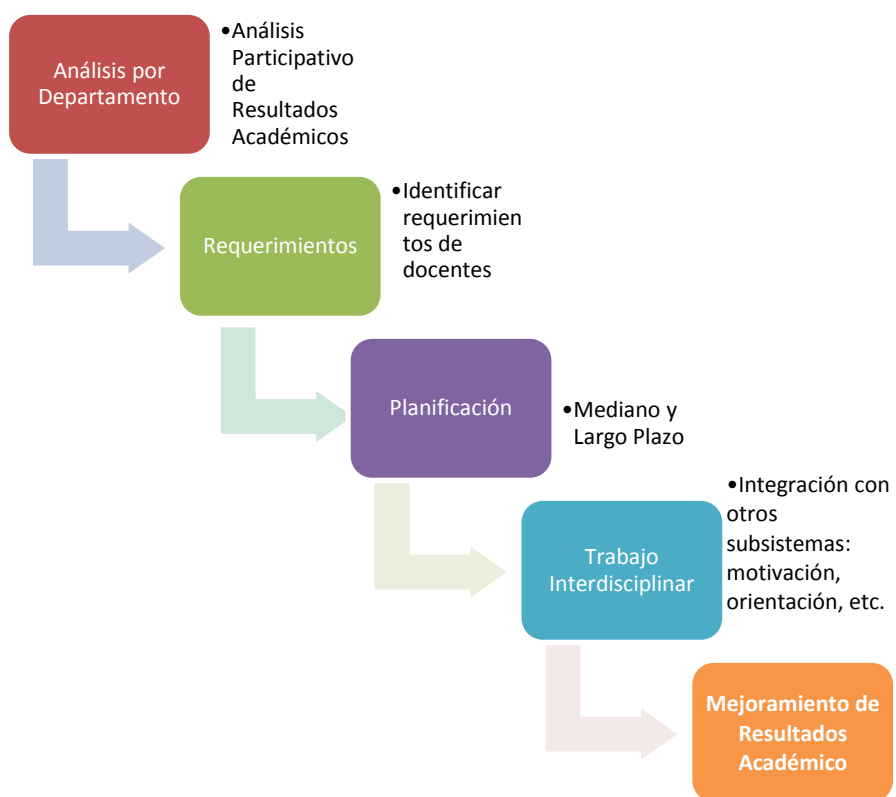 Análisis por
Departamento
•Análisis
Participativo
de
Resultados
Académicos
Requerimientos
•Identificar
requerimien
tos de
docentes
Planificación
•Mediano y
Largo Plazo
Trabajo
Interdisciplinar
•Integración con
otros
subsistemas:
motivación,
orientación, etc.
Mejoramiento de
Resultados
Académico